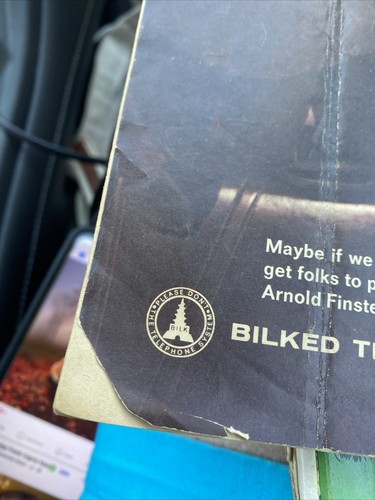 Maybe if we
get folks to p
Arnold Finste
PLEASE DON'T
BILK
THE TELEPHONE SYSTEM
BILKED T